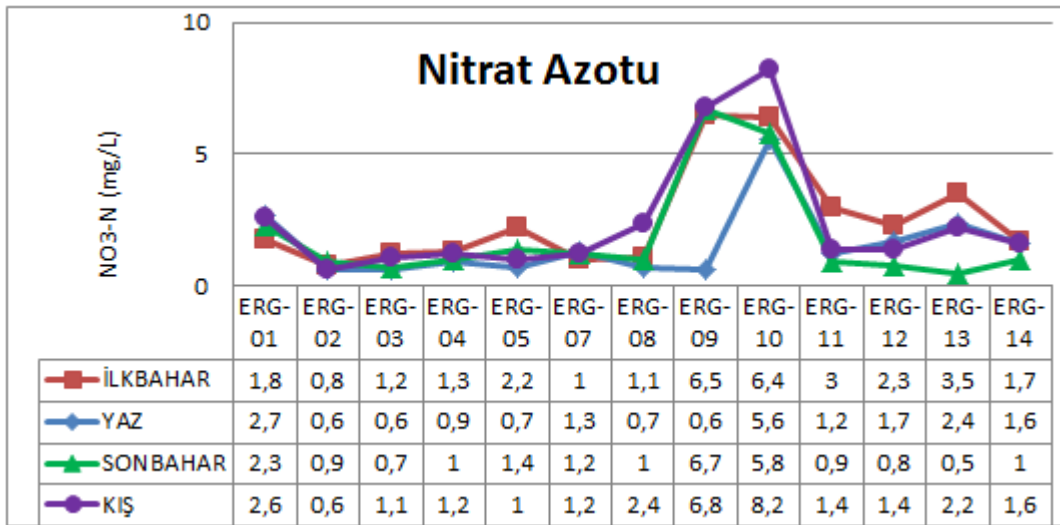 10
Nitrat Azotu
5
NO3-N (mg/L)
0
ERG-01 ERG-02 ERG-03 ERG-04 ERG-05 ERG-07 ERG-08 ERG-09 ERG-10 ERG-11 ERG-12 ERG-13 ERG-14
İLKBAHAR 1,8 0,8 1,2 1,3 2,2 1 1,1 6,5 6,4 3 2,3 3,5 1,7
YAZ 2,7 0,6 0,6 0,9 0,7 1,3 0,7 0,6 5,6 1,2 1,7 2,4 1,6
SONBAHAR 2,3 0,9 0,7 1 1,4 1,2 1 6,7 5,8 0,9 0,8 0,5 1
KIŞ 2,6 0,6 1,1 1,2 1 1,2 2,4 6,8 8,2 1,4 1,4 2,2 1,6